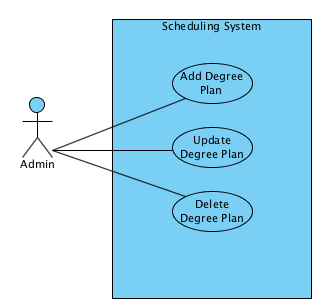 Scheduling System
Add Degree
Plan
Update
Degree Plan
Admin
Delete
Degree Plan